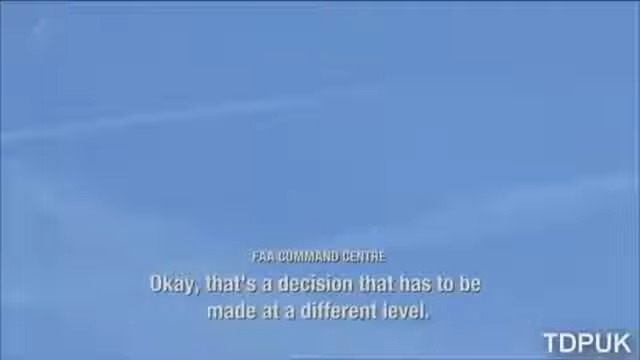 FAA COMMAND CENTRE
Okay, that's a decision that has to be
made at a different level.
TDPUK